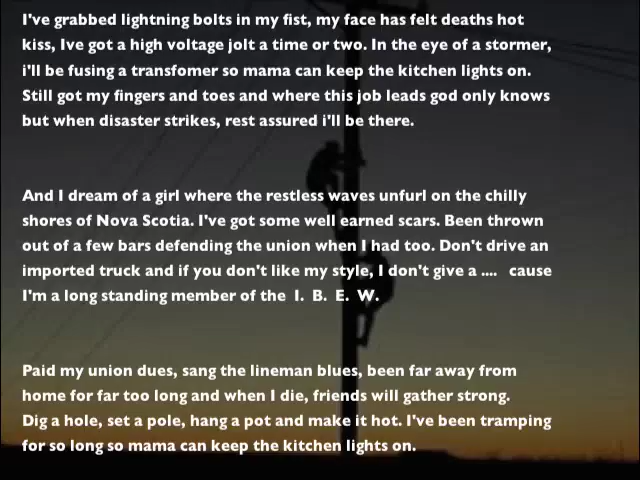 I've grabbed lightning bolts in my fist, my face has felt deaths hot
kiss, Ive got a high voltage jolt a time or two. In the eye of a stormer,
i'll be fusing a transfomer so mama can keep the kitchen lights on.
Still got my fingers and toes and where this job leads god only knows
but when disaster strikes, rest assured i'll be there.
And I dream of a girl where the restless waves unfurl on the chilly
shores of Nova Scotia. I've got some well earned scars. Been thrown
out of a few bars defending the union when I had too. Don't drive an
imported truck and if you don't like my style, I don't give a .... cause
I'm a long standing member of the I. B. E. W.
Paid my union dues, sang the lineman blues, been far away from
home for far too long and when I die, friends will gather strong.
Dig a hole, set a pole, hang a pot and make it hot. I've been tramping
for so long so mama can keep the kitchen lights on.